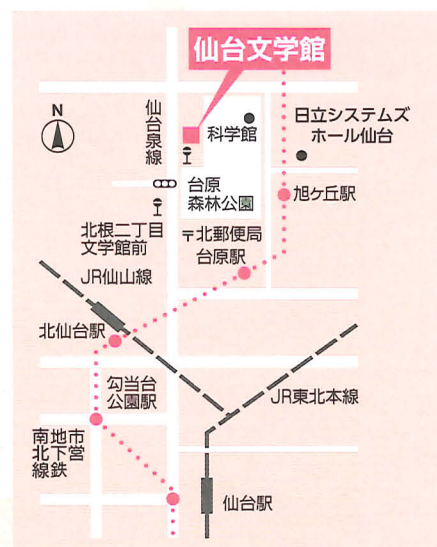 仙台文学館
N
仙台泉線
科学館
日立システムズ
ホール仙台
台原
森林公園
旭ケ丘駅
北根二丁目
文学館前
〒北郵便局
台原駅
JR仙山線
北仙台駅
勾当台
公園駅
JR東北本線
市営
地下鉄
南北線
仙台駅